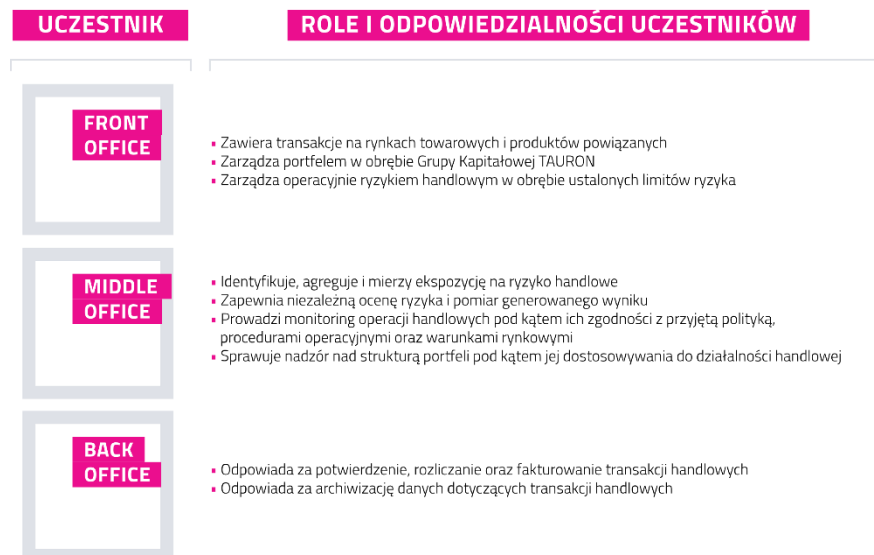 UCZESTNIK
ROLE I ODPOWIEDZIALNOŚCI UCZESTNIKÓW
FRONT
OFFICE
▪ Zawiera transakcje na rynkach towarowych i produktów powiązanych
▪ Zarządza portfelem w obrębie Grupy Kapitałowej TAURON
▪ Zarządza operacyjnie ryzykiem handlowym w obrębie ustalonych limitów ryzyka
MIDDLE
OFFICE
▪ Identyfikuje, agreguje i mierzy ekspozycję na ryzyko handlowe
▪ Zapewnia niezależną ocenę ryzyka i pomiar generowanego wyniku
▪ Prowadzi monitoring operacji handlowych pod kątem ich zgodności z przyjętą polityką,
procedurami operacyjnymi oraz warunkami rynkowymi
▪ Sprawuje nadzór nad strukturą portfeli pod kątem jej dostosowywania do działalności handlowej
BACK
OFFICE
▪ Odpowiada za potwierdzenie, rozliczanie oraz fakturowanie transakcji handlowych
▪ Odpowiada za archiwizację danych dotyczących transakcji handlowych